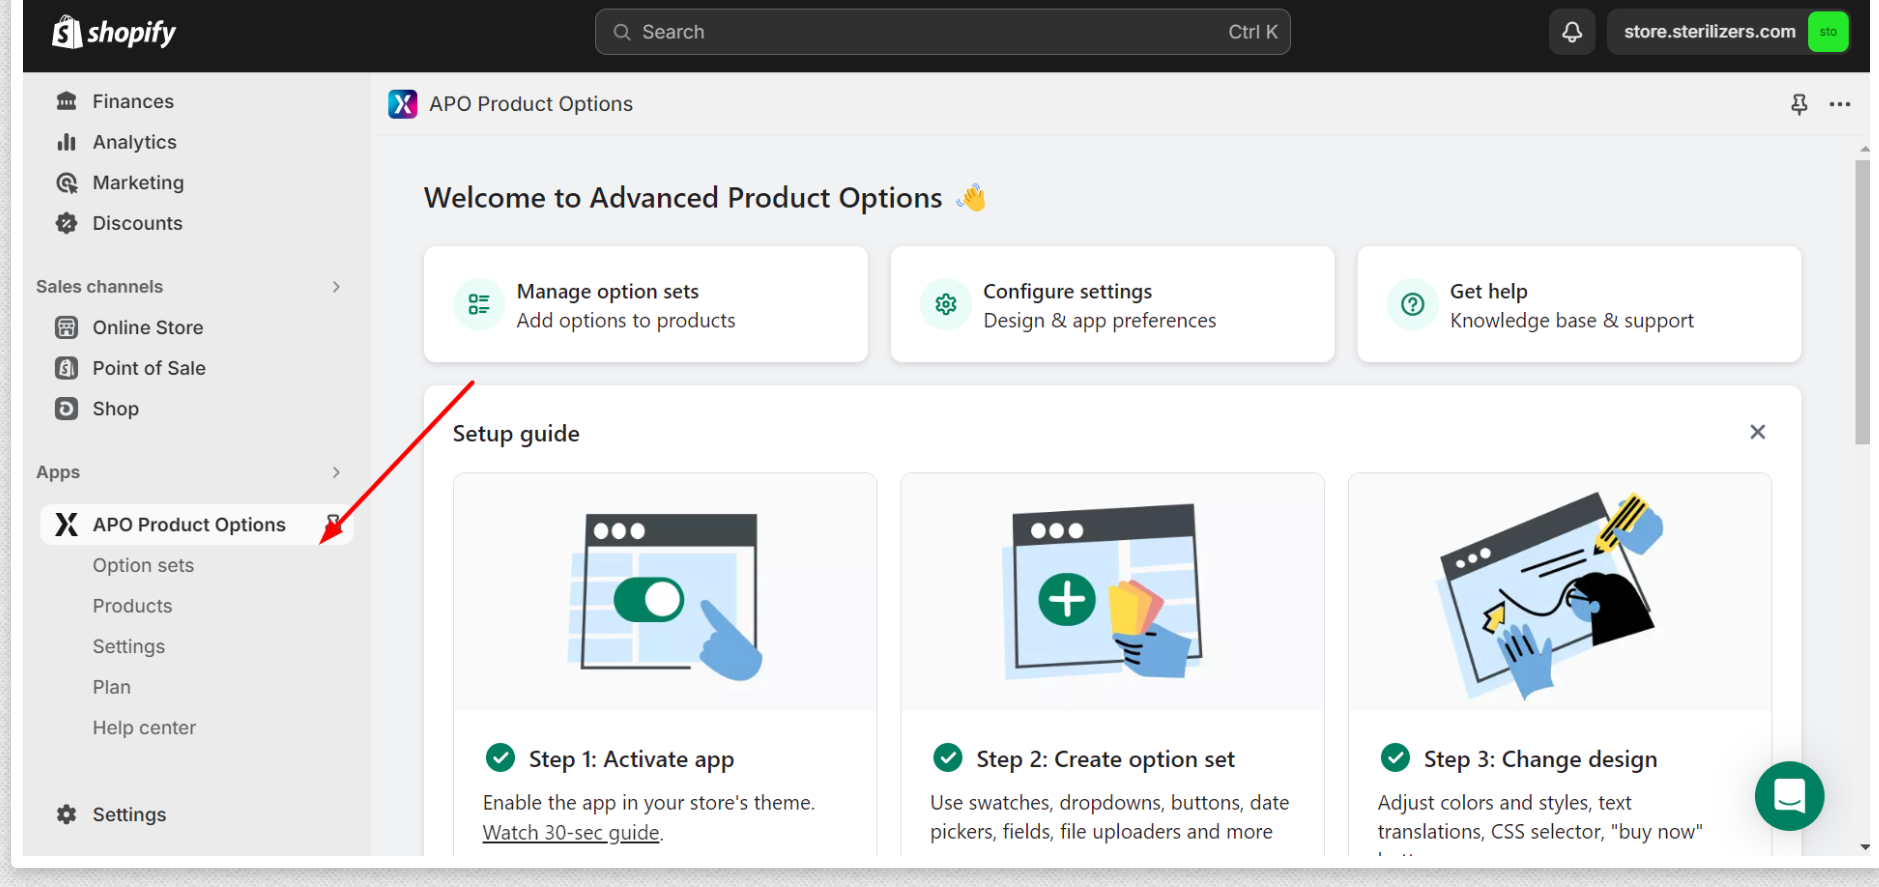 shopify
Search
Ctrl K
store.sterilizers.com
sto
Finances
Analytics
Marketing
Discounts
Sales channels
Online Store
Point of Sale
Shop
Apps
APO Product Options
Option sets
Products
Settings
Plan
Help center
Settings
APO Product Options
Welcome to Advanced Product Options 👋
Manage option sets
Add options to products
Configure settings
Design & app preferences
Get help
Knowledge base & support
Setup guide
Step 1: Activate app
Enable the app in your store's theme.
Watch 30-sec guide.
Step 2: Create option set
Use swatches, dropdowns, buttons, date
pickers, fields, file uploaders and more
Step 3: Change design
Adjust colors and styles, text
translations, CSS selector, "buy now"